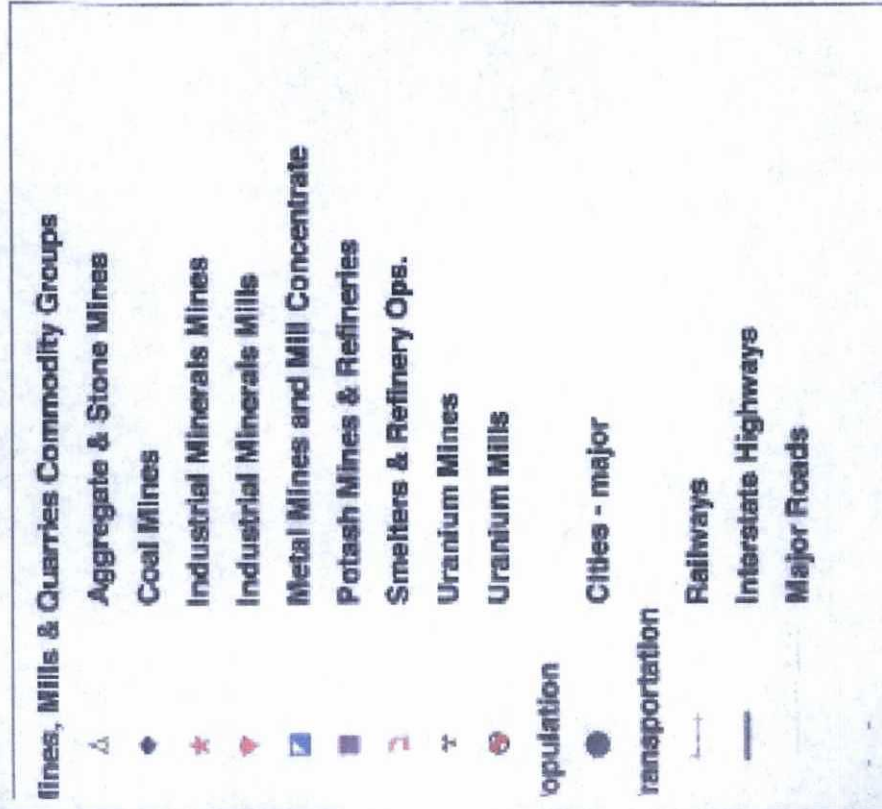 lines, Mills & Quarries Commodity Groups
Aggregate & Stone Mines
Coal Mines
Industrial Minerals Mines
Industrial Minerals Mills
Metal Mines and Mill Concentrate
Potash Mines & Refineries
Smelters & Refinery Ops.
Uranium Mines
Uranium Mills
opulation
Cities - major
ransportation
Railways
Interstate Highways
Major Roads